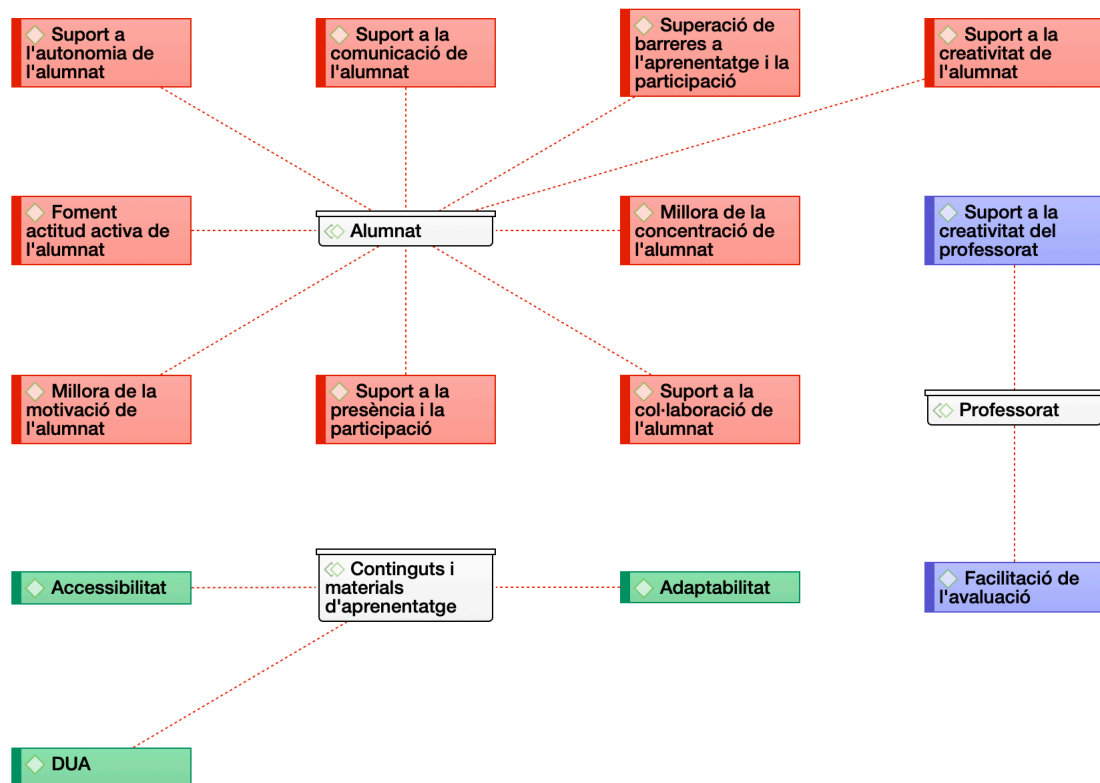 Suport a
l'autonomia de
l'alumnat
Suport a la
comunicació de
l'alumnat
Superació de
barreres a
l'aprenentatge i la
participació
Suport a la
creativitat de
l'alumnat
Foment
actitud activa de
l'alumnat
Alumnat
Millora de la
concentració de
l'alumnat
Suport a la
creativitat del
professorat
Millora de la
motivació de
l'alumnat
Suport a la
presència i la
participació
Suport a la
col·laboració de
l'alumnat
Professorat
Accessibilitat
Continguts i
materials
d'aprenentatge
Adaptabilitat
Facilitació de
l'avaluació
DUA